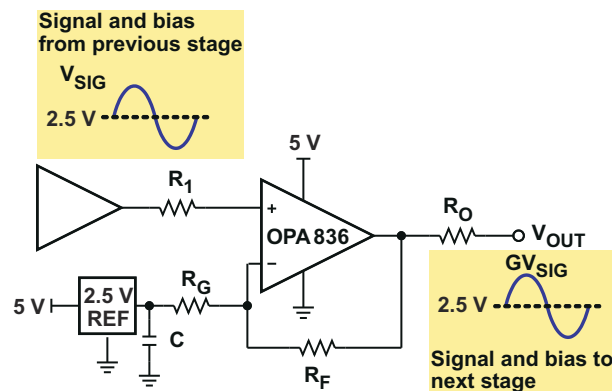 Signal and bias
from previous stage
VSIG
2.5 V
5 V
R1
+
OPA836
−
RO
VOUT
GVSIG
2.5 V
Signal and bias to
next stage
5 V
2.5 V
REF
RG
C
RF